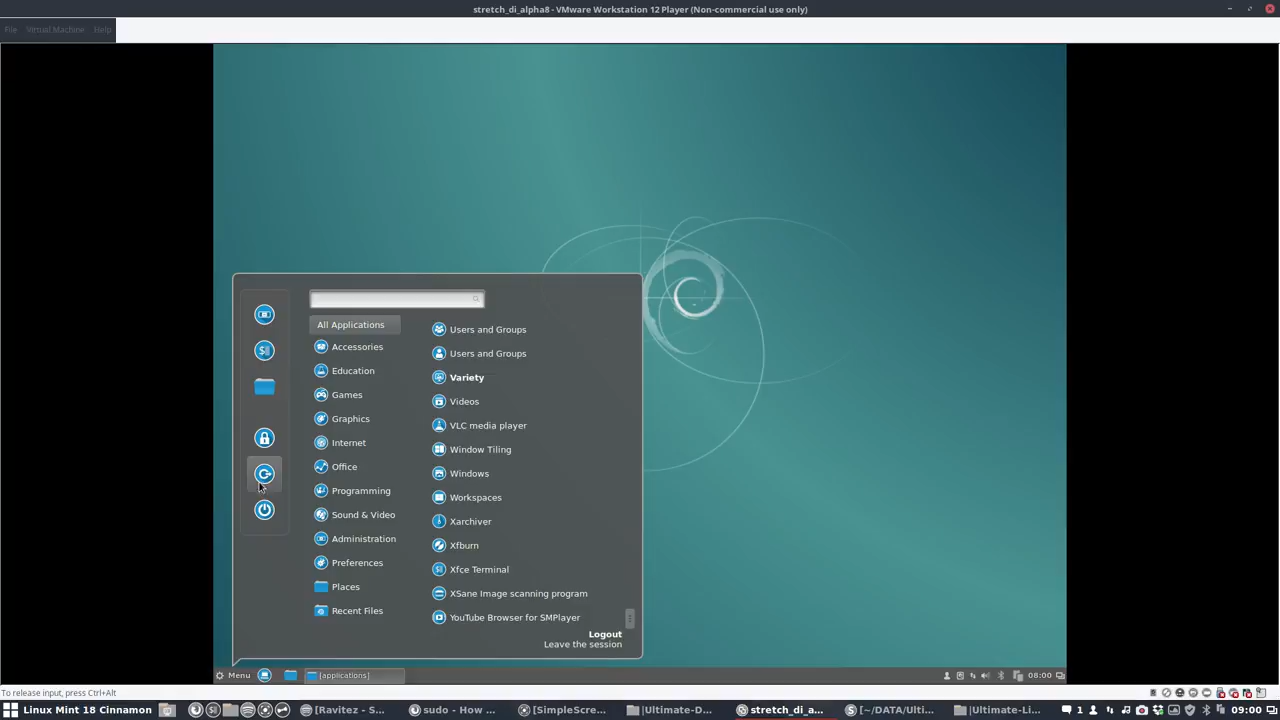 stretch_di_alpha8 - VMware Workstation 12 Player (Non-commercial use only)
File Virtual Machine Help
All Applications
Accessories
Education
Games
Graphics
Internet
Office
Programming
Sound & Video
Administration
Preferences
Places
Recent Files
Users and Groups
Users and Groups
Variety
Videos
VLC media player
Window Tiling
Windows
Workspaces
Xarchiver
Xfburn
Xfce Terminal
XSane Image scanning program
YouTube Browser for SMPlayer
Logout
Leave the session
Menu [applications] 08:00
To release input, press Ctrl+Alt
Linux Mint 18 Cinnamon [Ravitez - S... sudo - How ... [SimpleScre... |Ultimate-D... stretch_di_a... [~/DATA/Ulti... |Ultimate-Li... 1 09:00